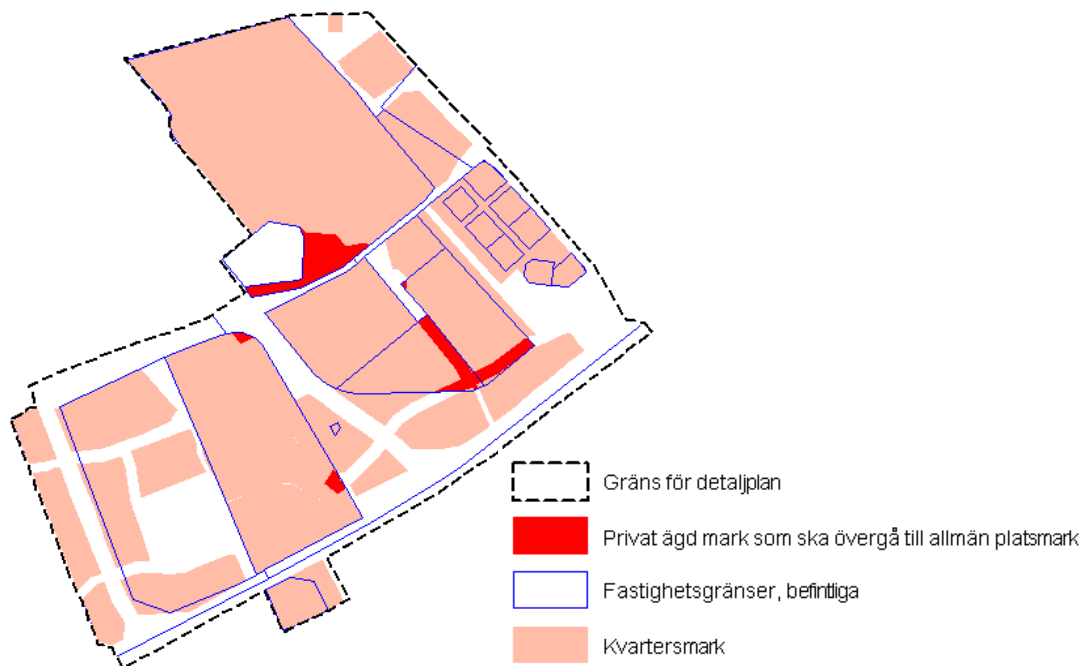 Gräns för detaljplan
Privat ägd mark som ska övergå till allmän platsmark
Fastighetsgränser, befintliga
Kvartersmark